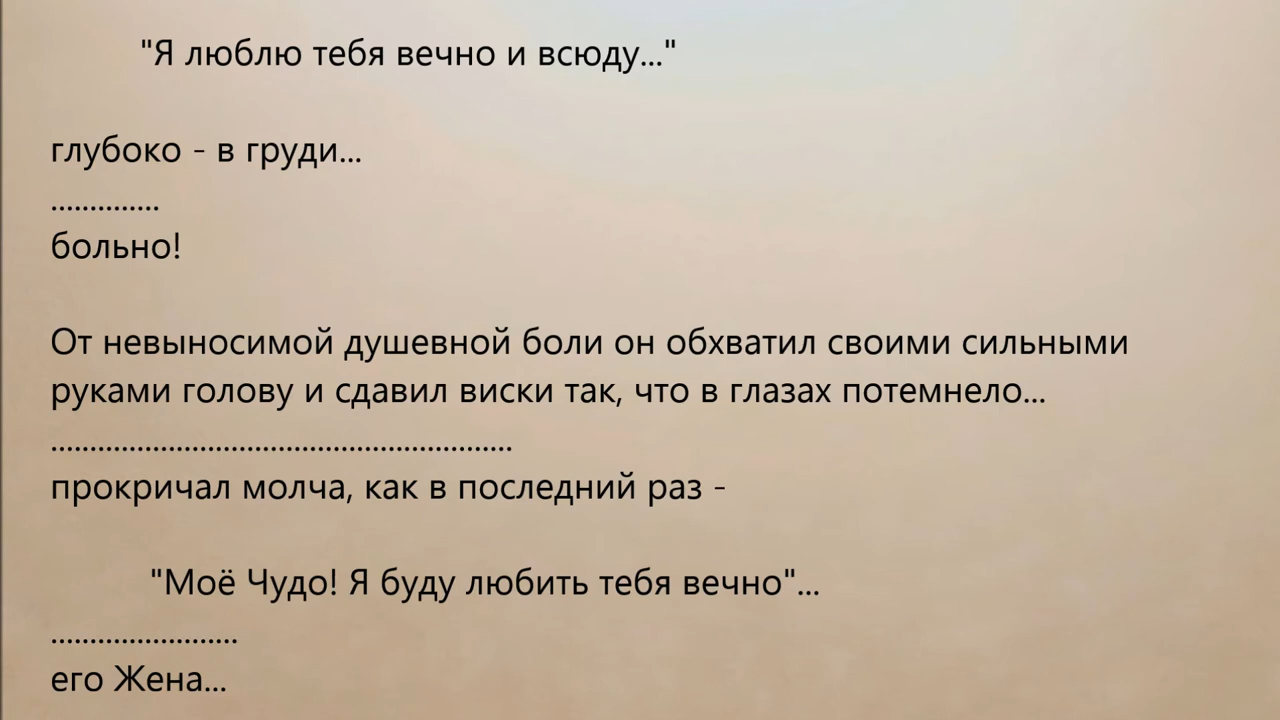 "Я люблю тебя вечно и всюду..."
глубоко - в груди...
..............
больно!
От невыносимой душевной боли он обхватил своими сильными
руками голову и сдавил виски так, что в глазах потемнело...
...........................................................
прокричал молча, как в последний раз -
"Моё Чудо! Я буду любить тебя вечно"...
........................
его Жена...